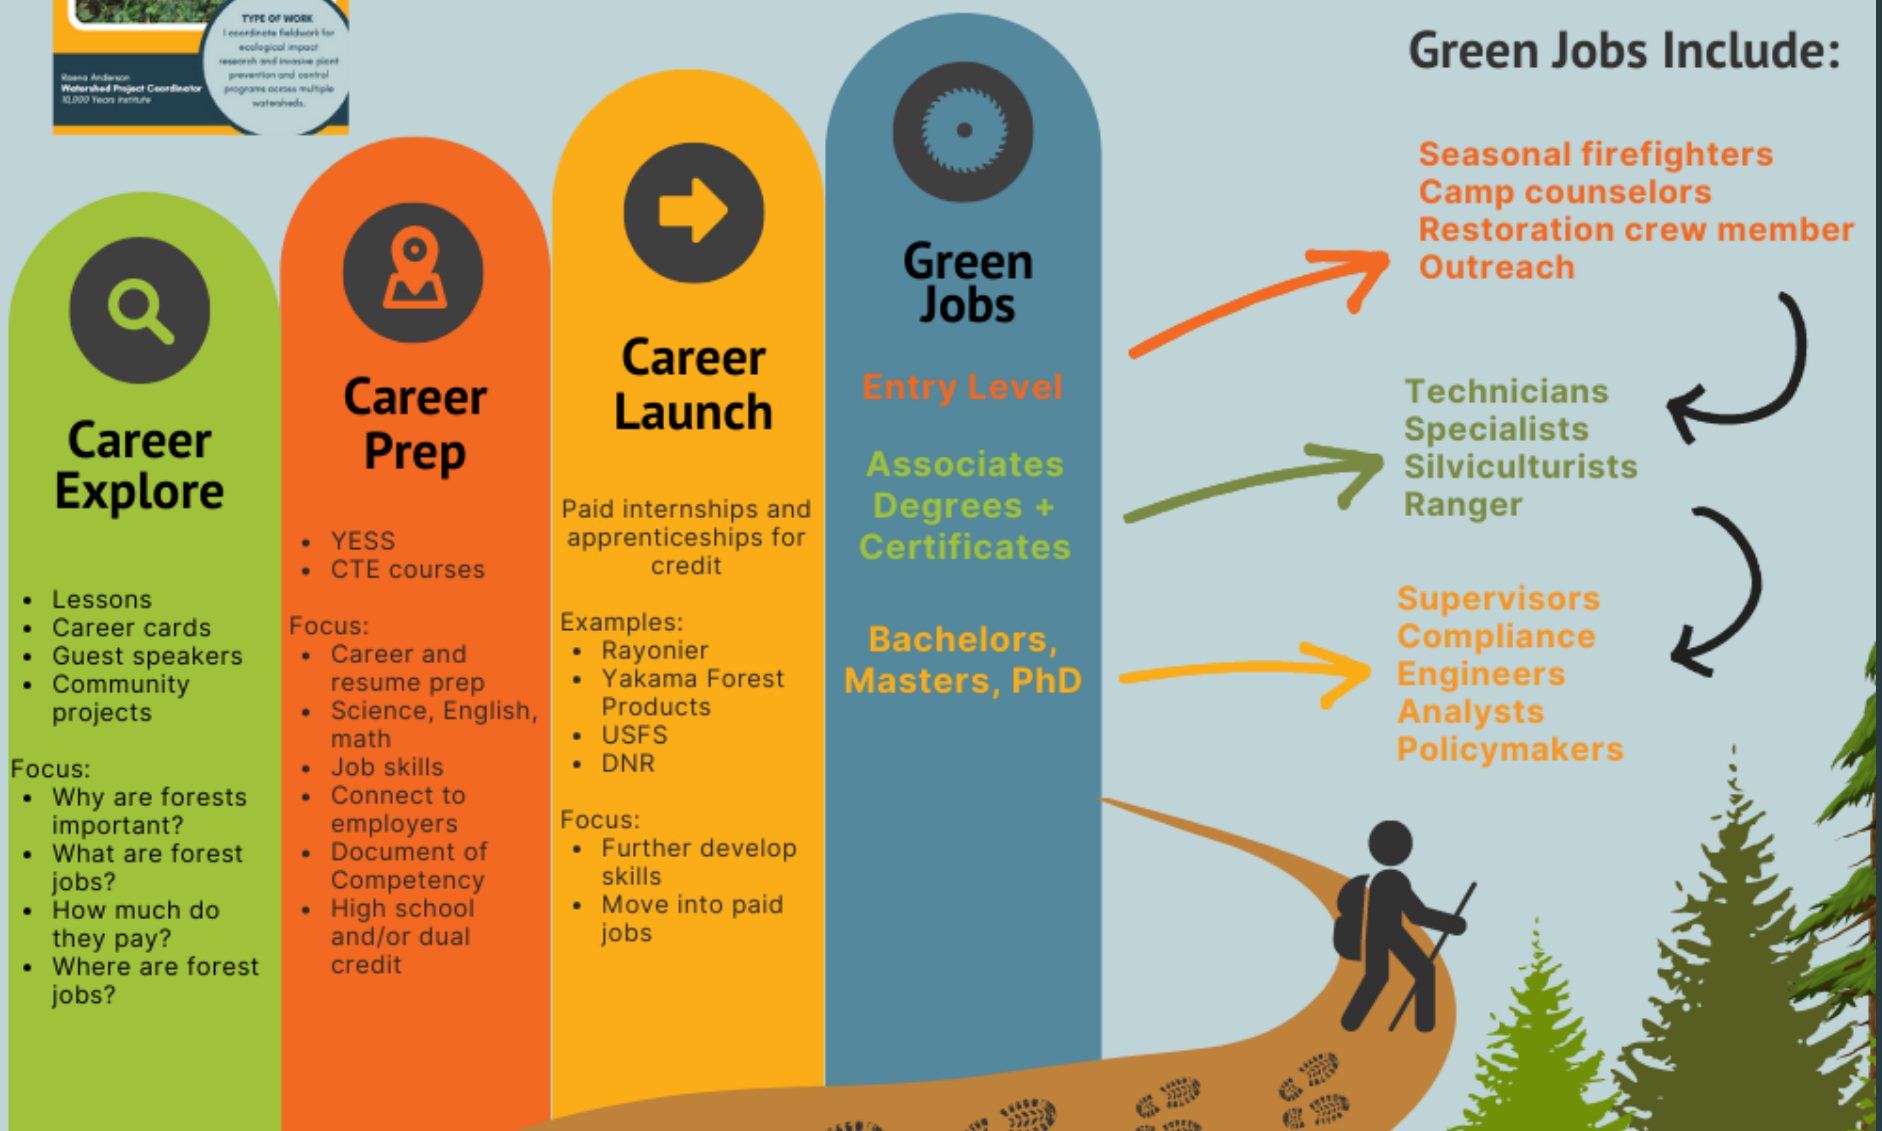 TYPE OF WORK
I coordinate fieldwork for
ecological impact
research and invasive plant
prevention and control
programs across multiple
watersheds.
Raena Anderson
Watershed Project Coordinator
10,000 Years Institute
Career
Explore
• Lessons
• Career cards
• Guest speakers
• Community
projects
Focus:
• Why are forests
important?
• What are forest
jobs?
• How much do
they pay?
• Where are forest
jobs?
Career
Prep
• YESS
• CTE courses
Focus:
• Career and
resume prep
• Science, English,
math
• Job skills
• Connect to
employers
• Document of
Competency
• High school
and/or dual
credit
Career
Launch
Paid internships and
apprenticeships for
credit
Examples:
• Rayonier
• Yakama Forest
Products
• USFS
• DNR
Focus:
• Further develop
skills
• Move into paid
jobs
Green
Jobs
Entry Level
Associates
Degrees +
Certificates
Bachelors,
Masters, PhD
Green Jobs Include:
Seasonal firefighters
Camp counselors
Restoration crew member
Outreach
Technicians
Specialists
Silviculturists
Ranger
Supervisors
Compliance
Engineers
Analysts
Policymakers